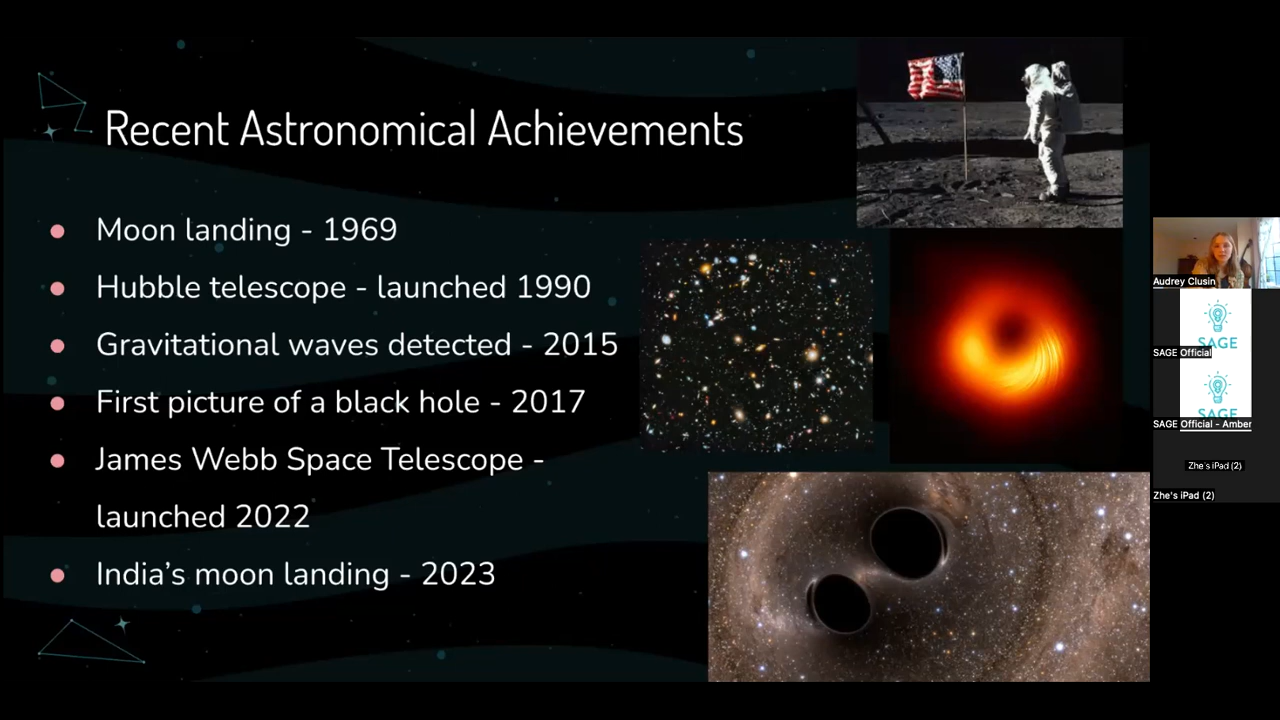 Recent Astronomical Achievements
Moon landing - 1969
Hubble telescope - launched 1990
Gravitational waves detected - 2015
First picture of a black hole - 2017
James Webb Space Telescope -
launched 2022
India's moon landing - 2023
Audrey Clusin
SAGE
SAGE Official
SAGE
SAGE Official - Amber
Zhe's iPad (2)
Zhe's iPad (2)